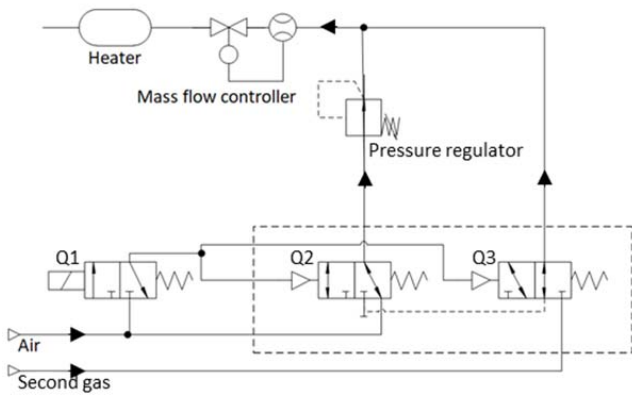 Heater
Mass flow controller
Pressure regulator
Q1
Q2
Q3
Air
Second gas